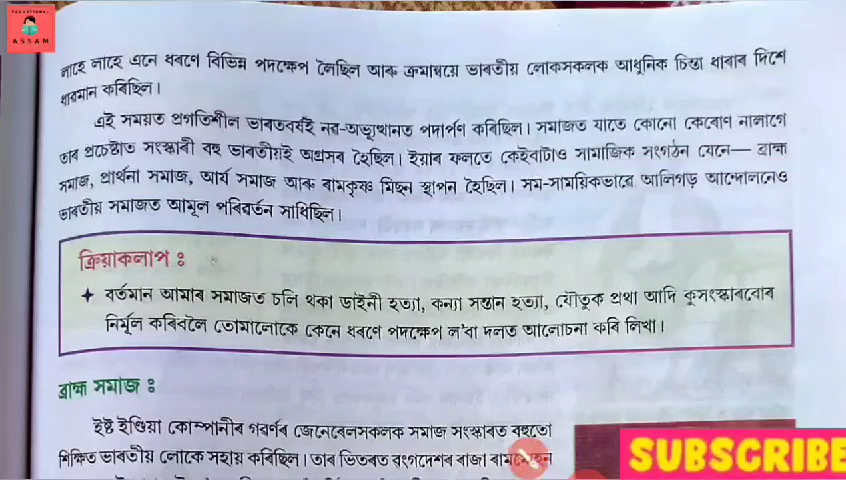 লাহে লাহে এনে ধৰণে বিভিন্ন পদক্ষেপ লৈছিল আৰু ক্ৰমান্বয়ে ভাৰতীয় লোকসকলক আধুনিক চিন্তা ধাৰাৰ দিশে
ধাৱমান কৰিছিল।
এই সময়ত প্ৰগতিশীল ভাৰতবৰ্ষই নৱ-অভ্যুত্থানত পদাৰ্পণ কৰিছিল। সমাজত যাতে কোনো কেৰোণ নালাগে
তাৰ প্ৰচেষ্টাত সংস্কাৰী বহু ভাৰতীয়ই অগ্ৰসৰ হৈছিল। ইয়াৰ ফলতে কেইবাটাও সামাজিক সংগঠন যেনে— ব্ৰাহ্ম
সমাজ, প্ৰাৰ্থনা সমাজ, আৰ্য সমাজ আৰু ৰামকৃষ্ণ মিছন স্থাপন হৈছিল। সম-সাময়িকভাৱে আলিগড় আন্দোলনেও
ভাৰতীয় সমাজত আমূল পৰিৱৰ্তন সাধিছিল।
ক্ৰিয়াকলাপ ঃ
✦ বৰ্তমান আমাৰ সমাজত চলি থকা ডাইনী হত্যা, কন্যা সন্তান হত্যা, যৌতুক প্ৰথা আদি কুসংস্কাৰবোৰ
নিৰ্মূল কৰিবলৈ তোমালোকে কেনে ধৰণে পদক্ষেপ ল'বা দলত আলোচনা কৰি লিখা।
ব্ৰাহ্ম সমাজ ঃ
ইষ্ট ইণ্ডিয়া কোম্পানীৰ গৱৰ্ণৰ জেনেৰেলসকলক সমাজ সংস্কাৰত বহুতো
শিক্ষিত ভাৰতীয় লোকে সহায় কৰিছিল। তাৰ ভিতৰত বংগদেশৰ ৰাজা
ASSAM
SUBSCRIBE